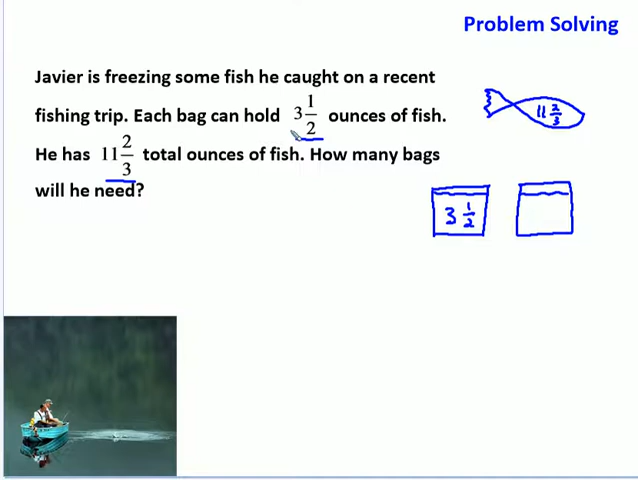 Problem Solving
Javier is freezing some fish he caught on a recent
fishing trip. Each bag can hold 3 1/2 ounces of fish.
He has 11 2/3 total ounces of fish. How many bags
will he need?
11 2/3
3 1/2